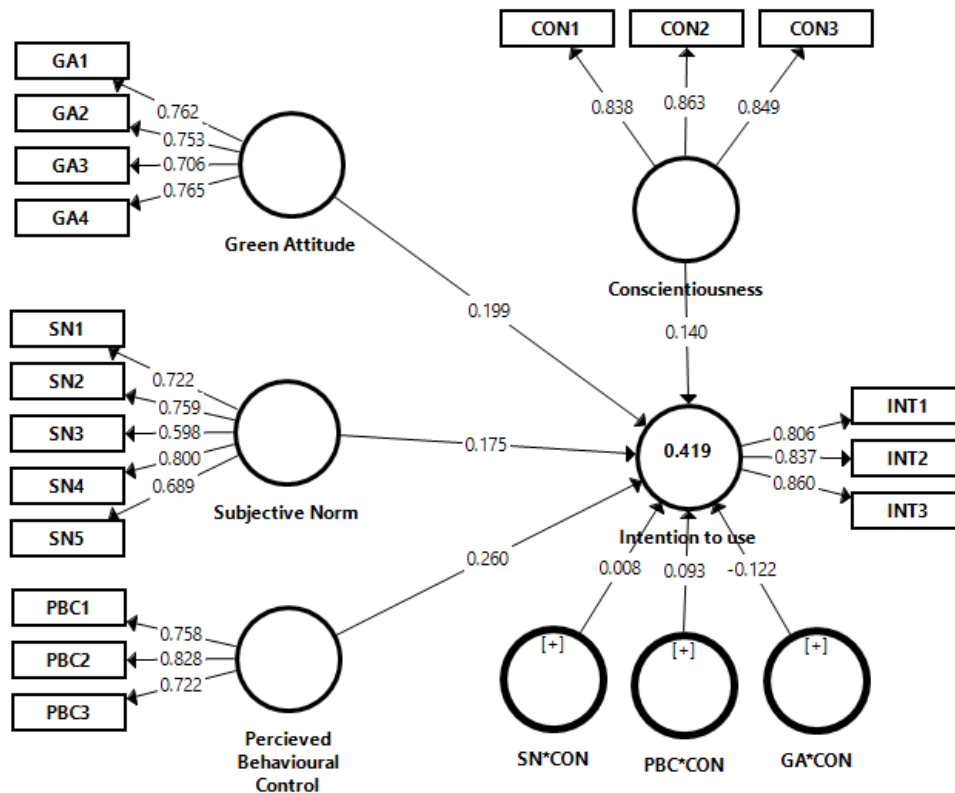 CON1
CON2
CON3
0.838
0.863
0.849
Conscientiousness
0.140
GA1
GA2
GA3
GA4
0.762
0.753
0.706
0.765
Green Attitude
0.199
SN1
SN2
SN3
SN4
SN5
0.722
0.759
0.598
0.800
0.689
Subjective Norm
0.175
PBC1
PBC2
PBC3
0.758
0.828
0.722
Percieved
Behavioural
Control
0.260
0.419
Intention to use
0.806
0.837
0.860
INT1
INT2
INT3
0.008
0.093
-0.122
[+]
[+]
[+]
SN*CON
PBC*CON
GA*CON